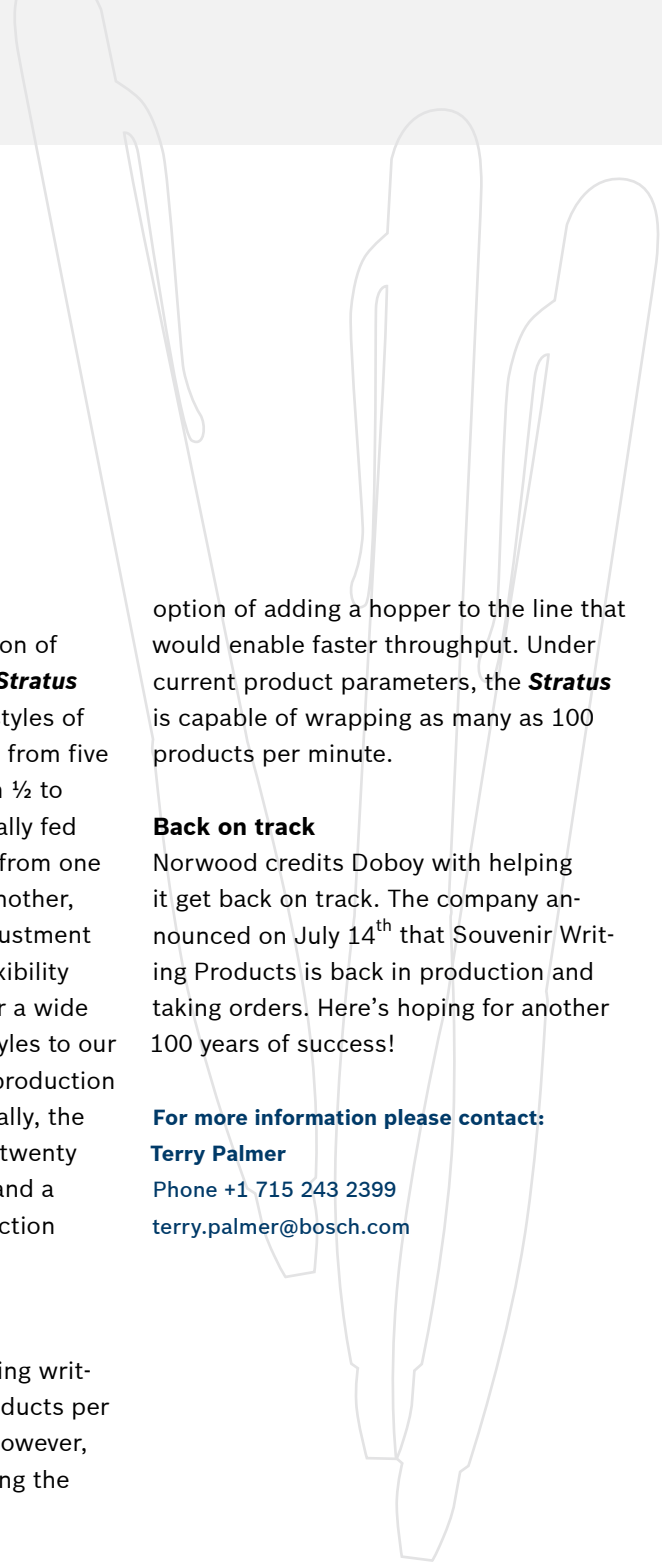 on of
Stratus
tyles of
from five
½ to
ally fed
from one
nother,
ustment
xibility
a wide
yles to our
production
ally, the
twenty
and a
ction
ing writ-
ducts per
owever,
ng the
option of adding a hopper to the line that
would enable faster throughput. Under
current product parameters, the Stratus
is capable of wrapping as many as 100
products per minute.
Back on track
Norwood credits Doboy with helping
it get back on track. The company an-
nounced on July 14th that Souvenir Writ-
ing Products is back in production and
taking orders. Here’s hoping for another
100 years of success!
For more information please contact:
Terry Palmer
Phone +1 715 243 2399
terry.palmer@bosch.com